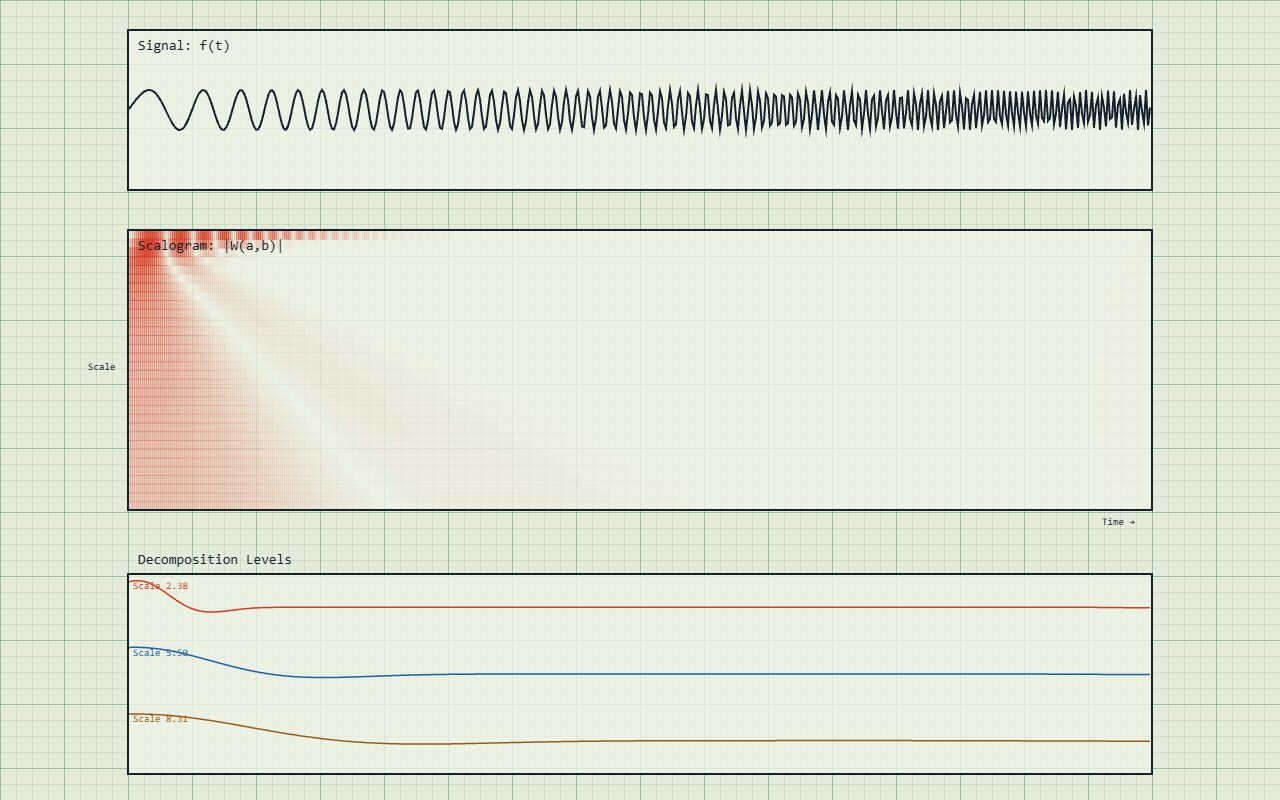 Signal: f(t)
Scalogram: |W(a,b)|
Scale
Time →
Decomposition Levels
Scale 2.38
Scale 5.50
Scale 8.31